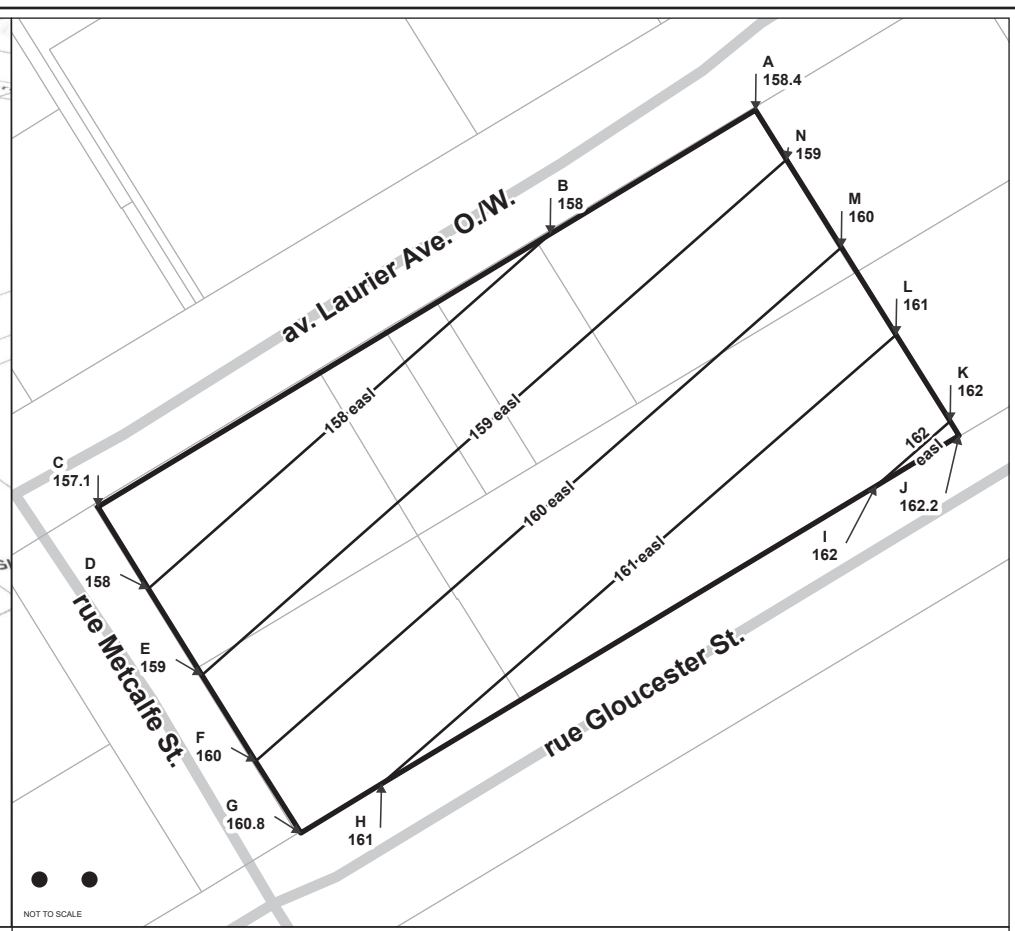 A
158.4
N
159
B
158
M
160
av. Laurier Ave. O./W.
L
161
K
162
158 easl
159 easl
162
easl
C
157.1
J
162.2
160 easl
I
162
D
158
161 easl
rue Metcalfe St.
E
159
rue Gloucester St.
F
160
G
160.8
H
161
NOT TO SCALE